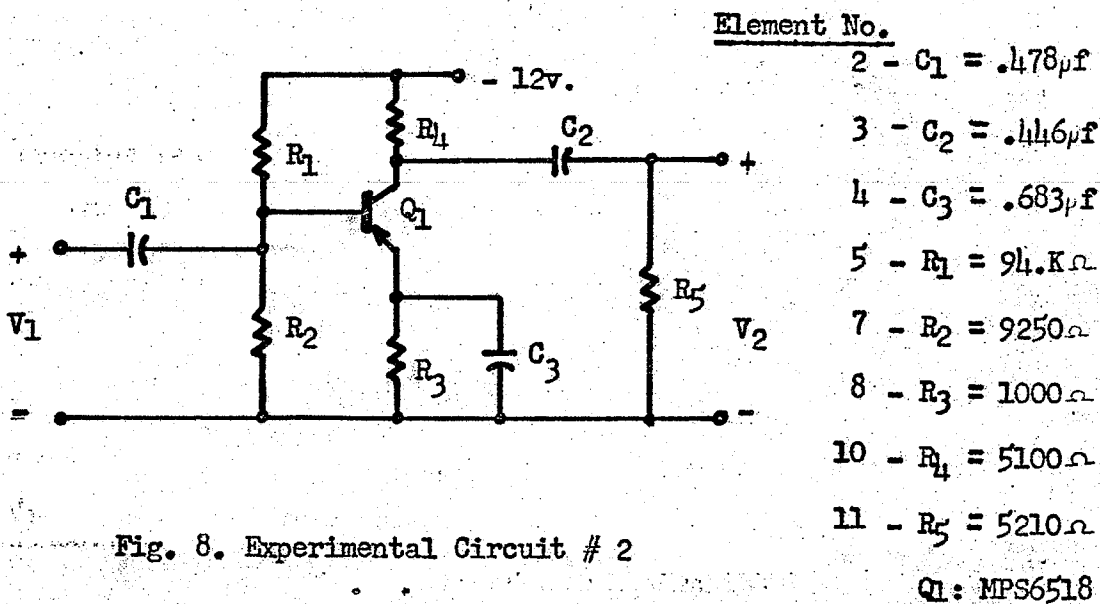 Element No.
2 - C1 = .478μf
3 - C2 = .446μf
4 - C3 = .683μf
5 - R1 = 94.KΩ
7 - R2 = 9250Ω
8 - R3 = 1000Ω
10 - R4 = 5100Ω
11 - R5 = 5210Ω
Q1: MPS6518
- 12v.
R4
C2
R1
+
C1
Q1
+
R5
V1
R2
V2
C3
R3
-
-
Fig. 8. Experimental Circuit # 2